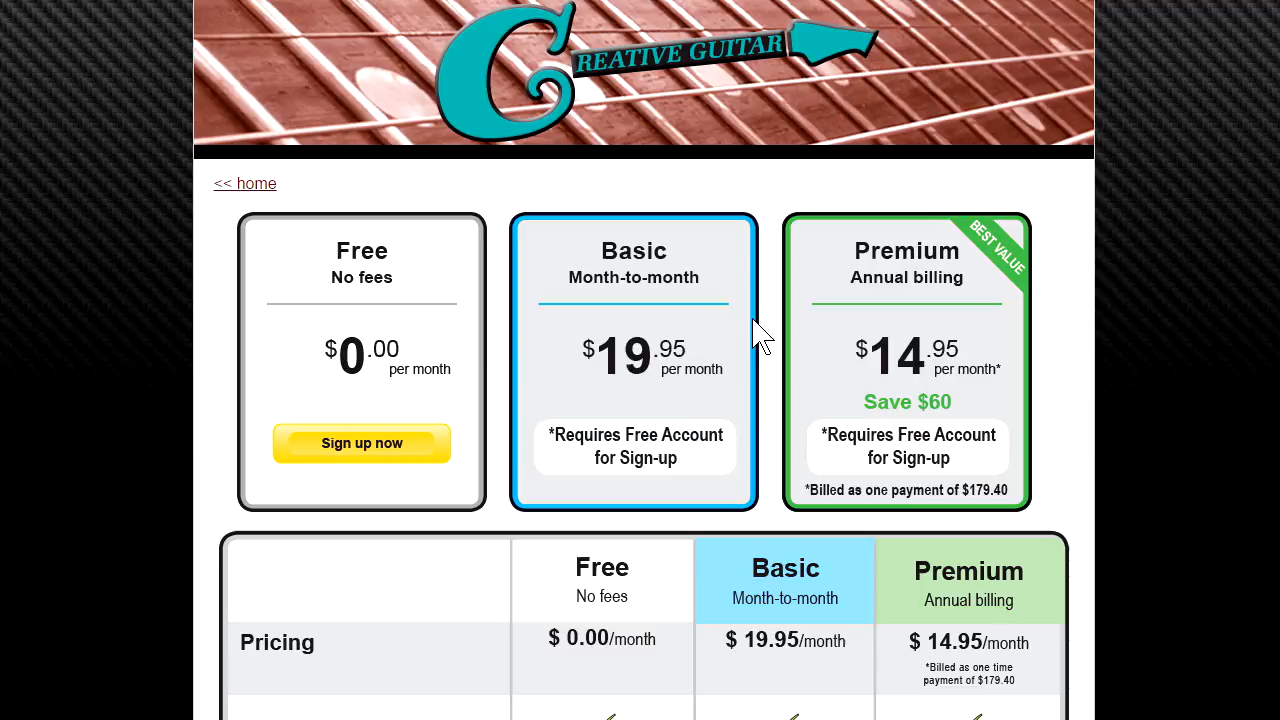 CREATIVE GUITAR
<< home
Free
No fees
$0.00
per month
Sign up now
Basic
Month-to-month
$19.95
per month
*Requires Free Account
for Sign-up
BEST VALUE
Premium
Annual billing
$14.95
per month*
Save $60
*Requires Free Account
for Sign-up
*Billed as one payment of $179.40
Free
No fees
Basic
Month-to-month
Premium
Annual billing
Pricing
$ 0.00/month
$ 19.95/month
$ 14.95/month
*Billed as one time
payment of $179.40